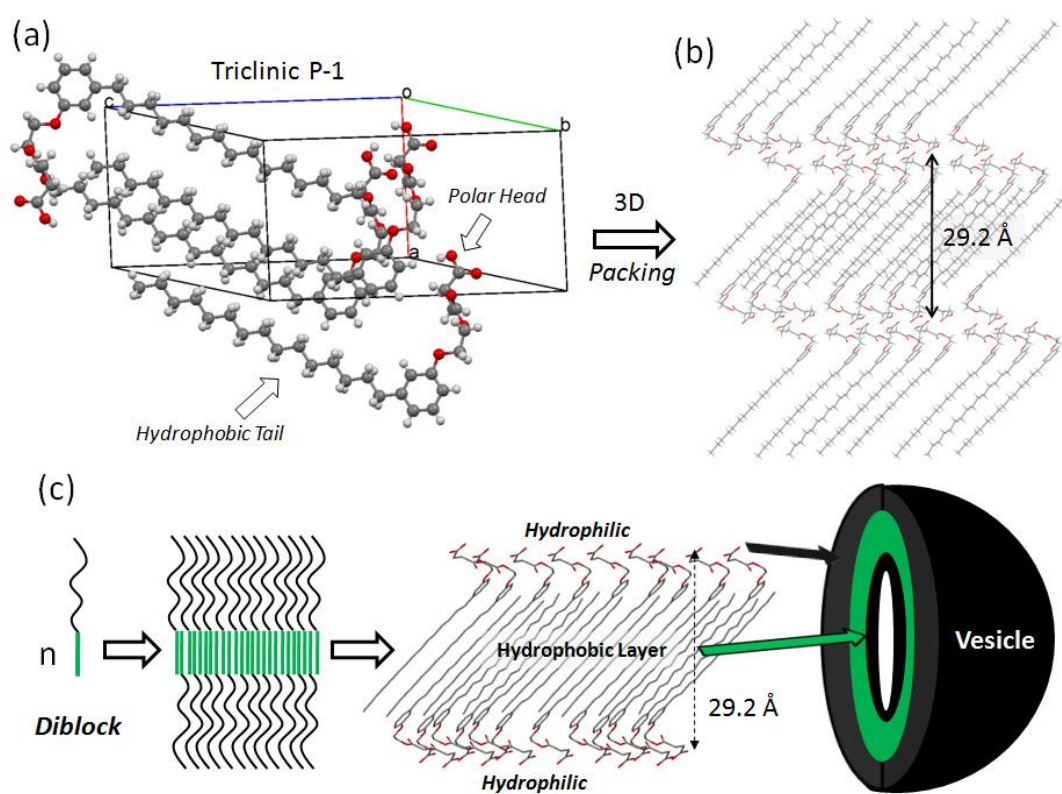 (a)
Triclinic P-1
c
o
b
a
Polar Head
Hydrophobic Tail
3D
Packing
(b)
29.2 Å
(c)
n
Diblock
Hydrophilic
Hydrophobic Layer
29.2 Å
Hydrophilic
Vesicle